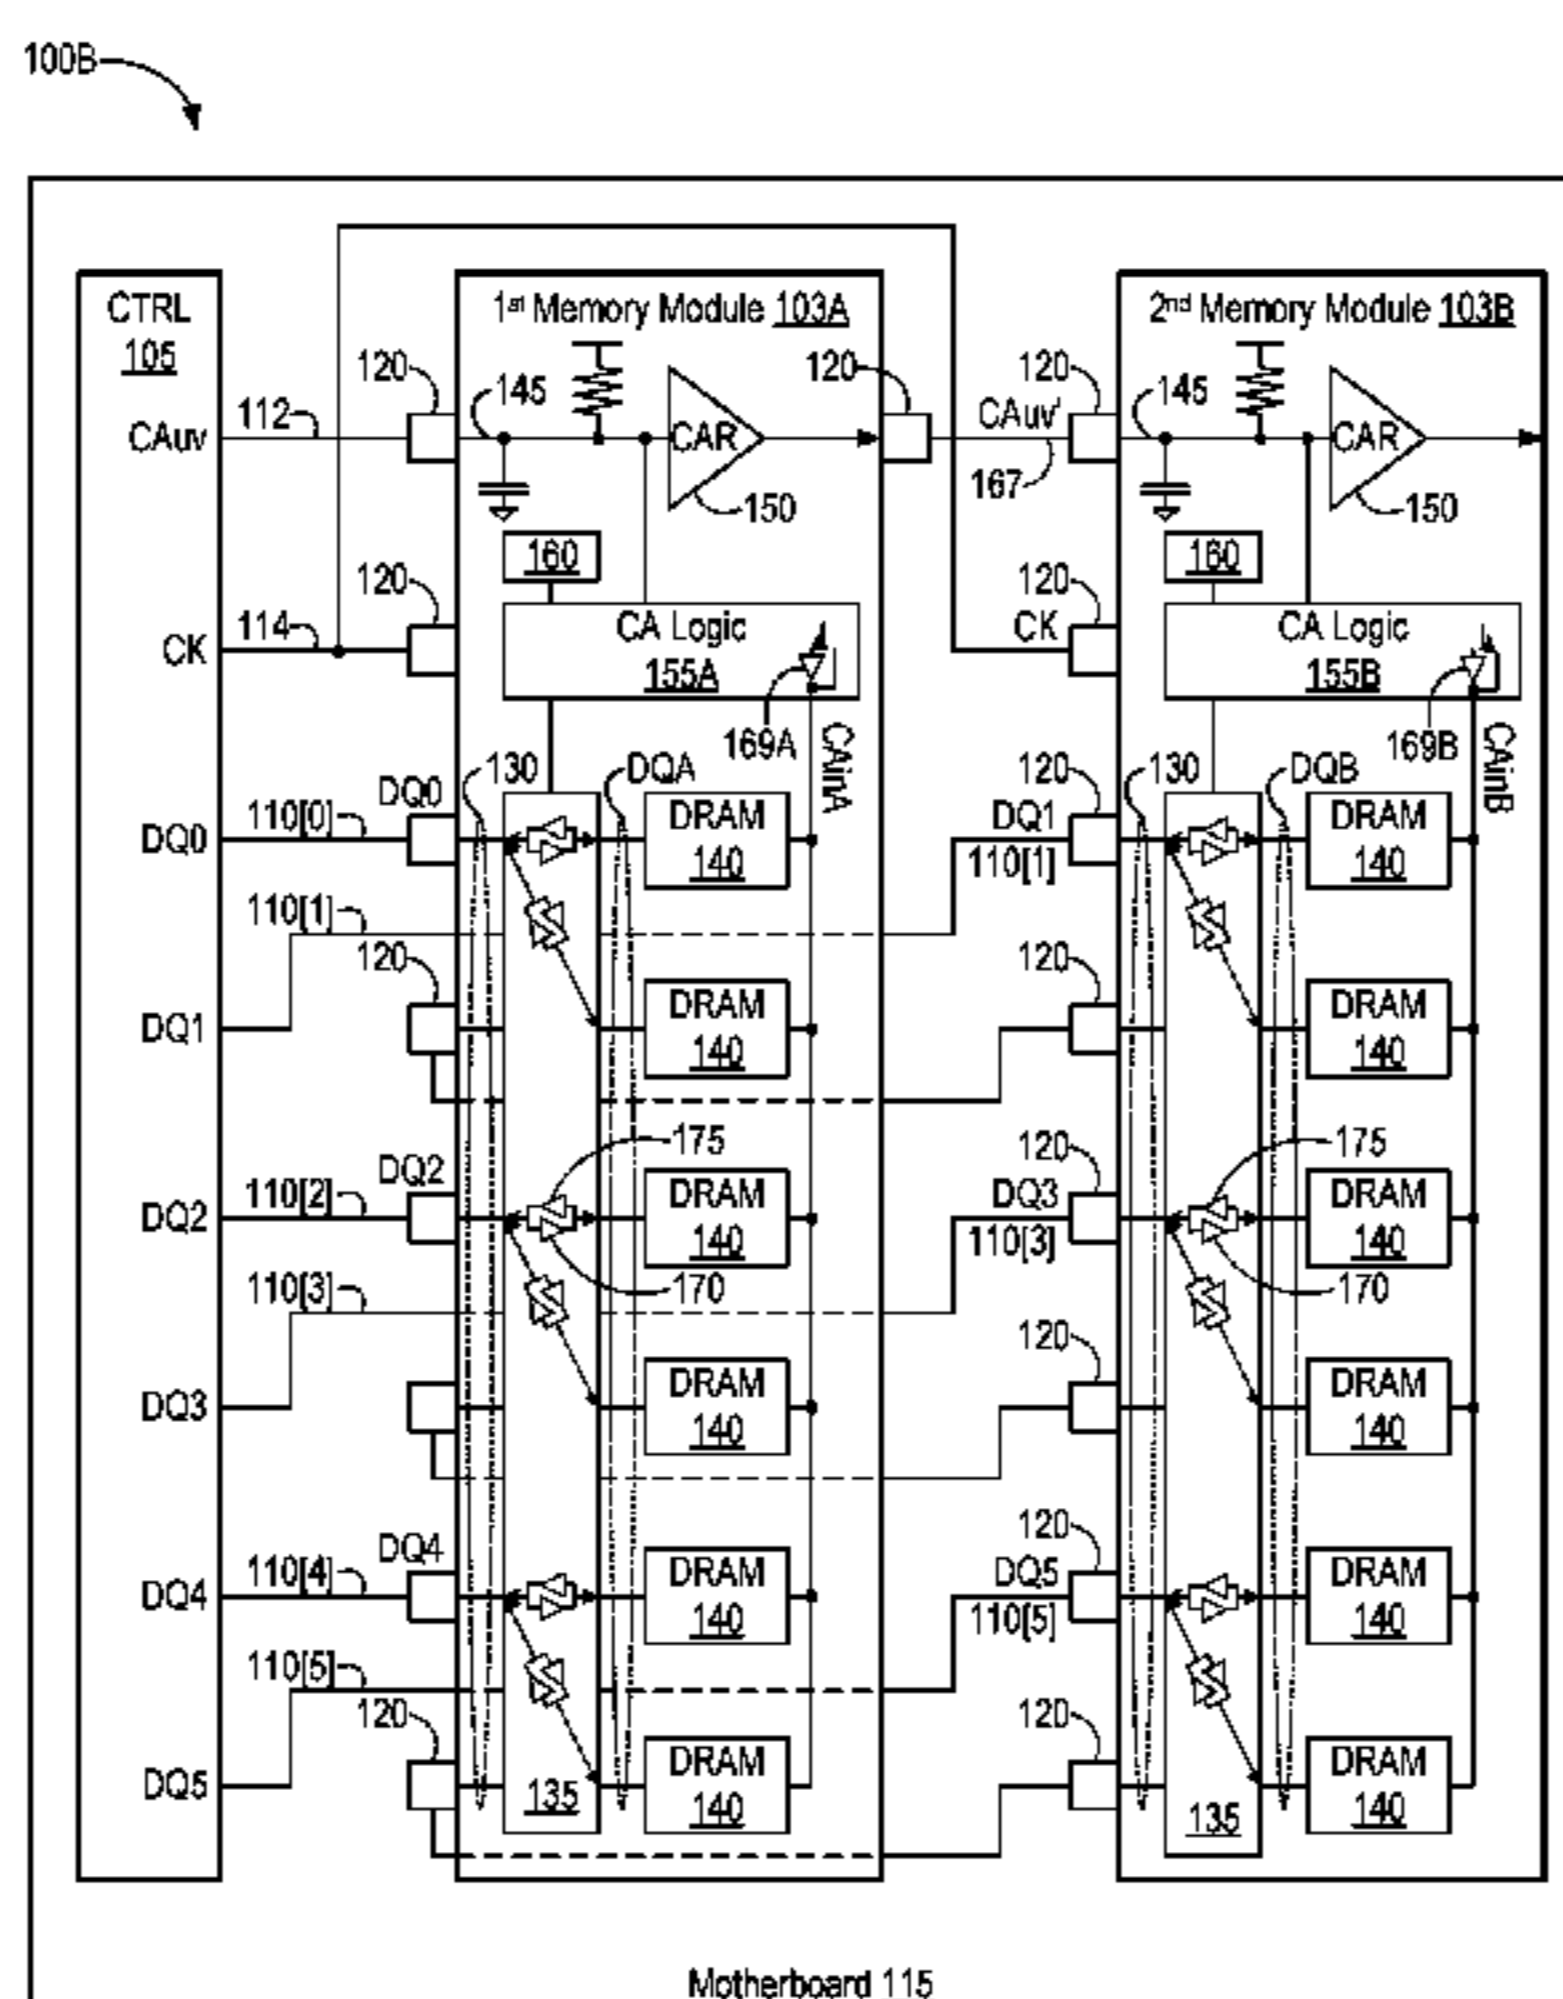 100B
CTRL
105
1st Memory Module 103A
2nd Memory Module 103B
120
145
120
120
145
CAuv
112
CAR
CAuv'
CAR
167
150
150
160
160
120
120
CK
114
CA Logic
155A
CK
CA Logic
155B
169A
169B
CAinA
CAinB
130
DQA
120
130
DQB
DQ0
110[0]
DQ0
DRAM
140
DQ1
110[1]
DRAM
140
110[1]
120
120
DQ1
DRAM
140
DRAM
140
175
120
175
DQ2
110[2]
DQ2
DRAM
140
DQ3
110[3]
DRAM
140
110[3]
170
170
120
DQ3
DRAM
140
DRAM
140
120
DQ4
110[4]
DQ4
DRAM
140
DQ5
110[5]
DRAM
140
110[5]
120
120
DQ5
135
DRAM
140
135
DRAM
140
Motherboard 115